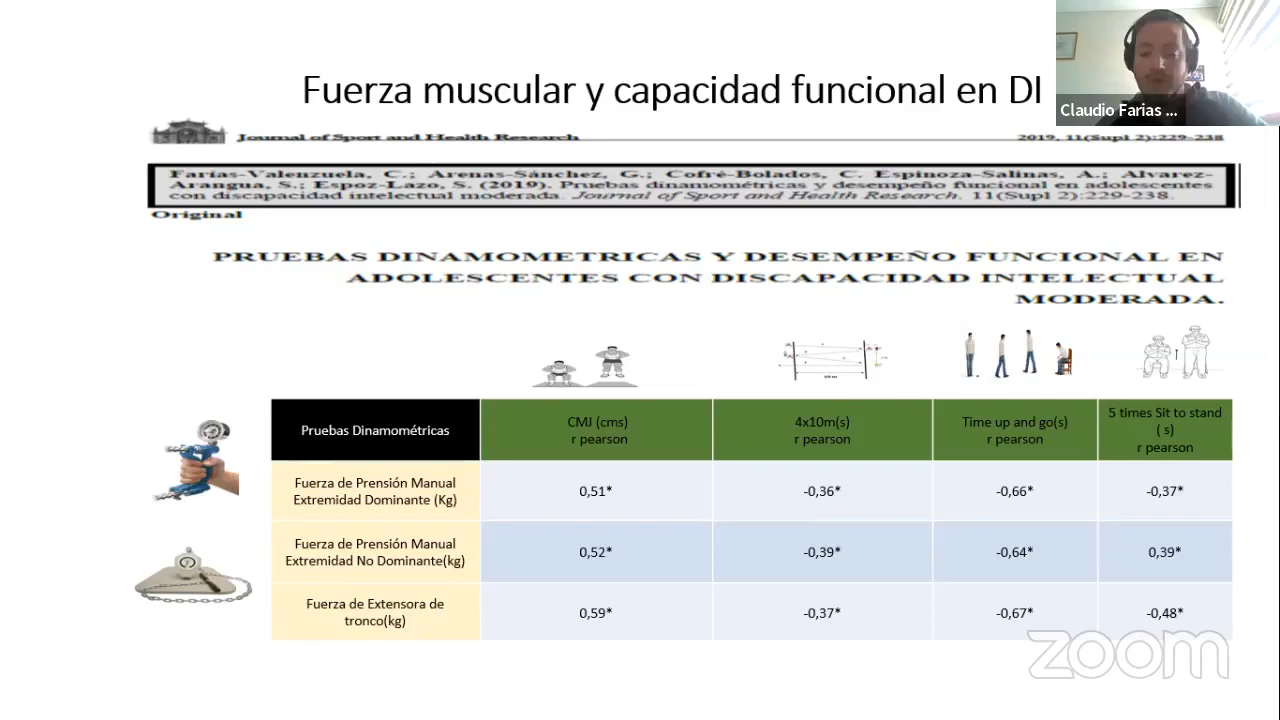 Fuerza muscular y capacidad funcional en DI
Claudio Farias ...
Journal of Sport and Health Research
2019, 11(Supl 2):229-238
Farías-Valenzuela, C.; Arenas-Sánchez, G.; Cofré-Bolados, C. Espinoza-Salinas, A.; Alvarez-
Arangua, S.; Espoz-Lazo, S. (2019). Pruebas dinamométricas y desempeño funcional en adolescentes
con discapacidad intelectual moderada. Journal of Sport and Health Research. 11(Supl 2):229-238.
Original
PRUEBAS DINAMOMETRICAS Y DESEMPEÑO FUNCIONAL EN
ADOLESCENTES CON DISCAPACIDAD INTELECTUAL
MODERADA.
Pruebas Dinamométricas
CMJ (cms)
r pearson
4x10m(s)
r pearson
Time up and go(s)
r pearson
5 times Sit to stand
( s)
r pearson
Fuerza de Prensión Manual
Extremidad Dominante (Kg)
0,51*
-0,36*
-0,66*
-0,37*
Fuerza de Prensión Manual
Extremidad No Dominante(kg)
0,52*
-0,39*
-0,64*
0,39*
Fuerza de Extensora de
tronco(kg)
0,59*
-0,37*
-0,67*
-0,48*
zoom